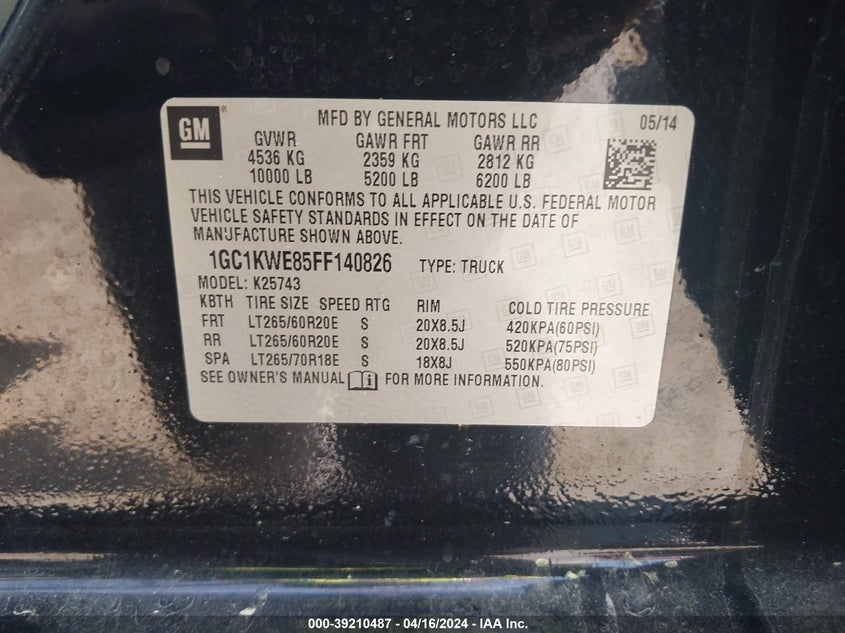 GM
MFD BY GENERAL MOTORS LLC 05/14
GVWR GAWR FRT GAWR RR
4536 KG 2359 KG 2812 KG
10000 LB 5200 LB 6200 LB
THIS VEHICLE CONFORMS TO ALL APPLICABLE U.S. FEDERAL MOTOR
VEHICLE SAFETY STANDARDS IN EFFECT ON THE DATE OF
MANUFACTURE SHOWN ABOVE.
1GC1KWE85FF140826 TYPE: TRUCK
MODEL: K25743
KBTH TIRE SIZE SPEED RTG RIM COLD TIRE PRESSURE
FRT LT265/60R20E S 20X8.5J 420KPA(60PSI)
RR LT265/60R20E S 20X8.5J 520KPA(75PSI)
SPA LT265/70R18E S 18X8J 550KPA(80PSI)
SEE OWNER'S MANUAL FOR MORE INFORMATION.
000-39210487 - 04/16/2024 - IAA Inc.